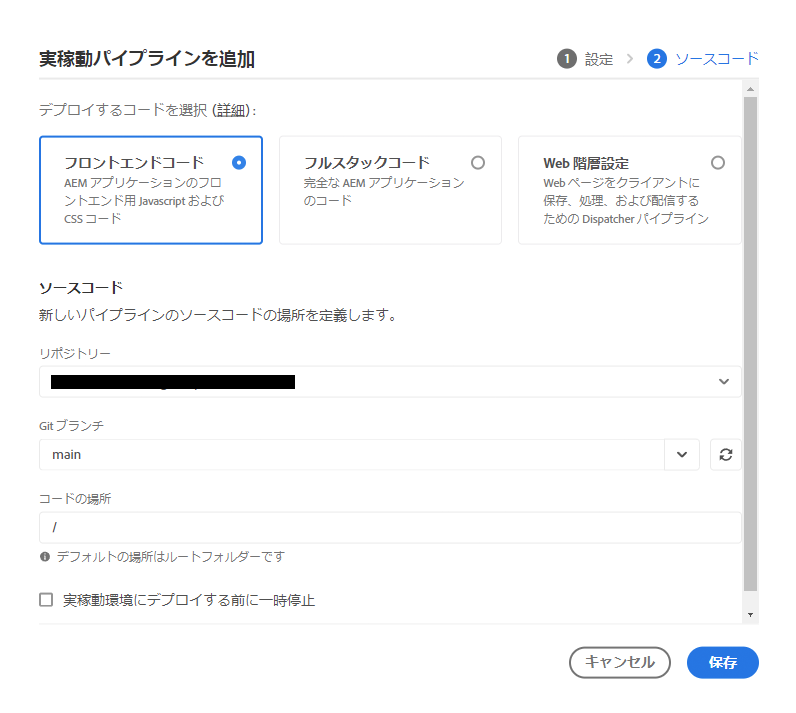 実稼動パイプラインを追加
1 設定 > 2 ソースコード
デプロイするコードを選択 (詳細):
フロントエンドコード
AEM アプリケーションのフロ
ントエンド用 Javascript および
CSS コード
フルスタックコード
完全な AEM アプリケーション
のコード
Web 階層設定
Web ページをクライアントに
保存、処理、および配信する
ための Dispatcher パイプライン
ソースコード
新しいパイプラインのソースコードの場所を定義します。
リポジトリー
Git ブランチ
main
コードの場所
/
デフォルトの場所はルートフォルダーです
実稼動環境にデプロイする前に一時停止
キャンセル
保存